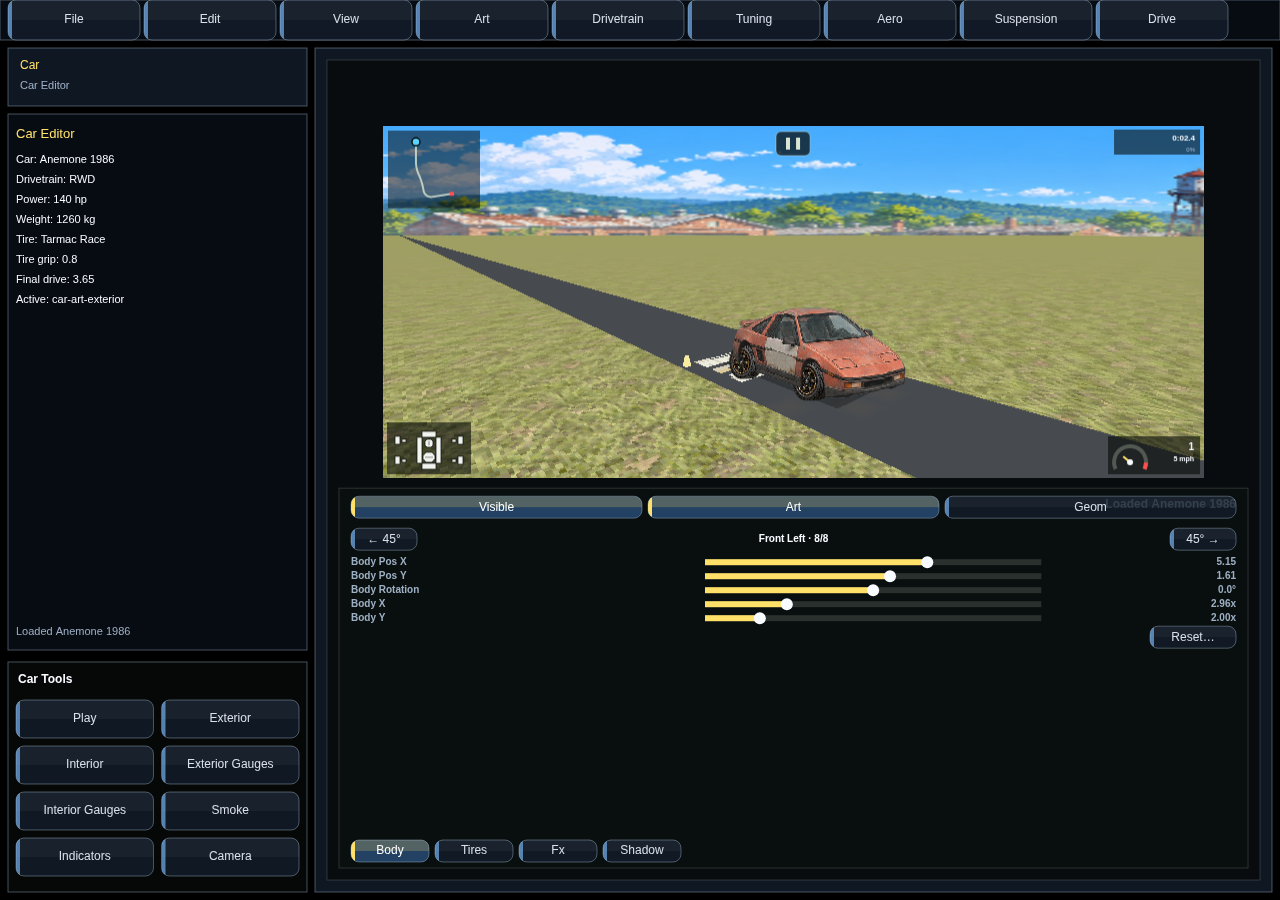 File Edit View Art Drivetrain Tuning Aero Suspension Drive
Car
Car Editor
Car Editor
Car: Anemone 1986
Drivetrain: RWD
Power: 140 hp
Weight: 1260 kg
Tire: Tarmac Race
Tire grip: 0.8
Final drive: 3.65
Active: car-art-exterior
Loaded Anemone 1986
Car Tools
Play Exterior
Interior Exterior Gauges
Interior Gauges Smoke
Indicators Camera
0:02.4
0%
1
5 mph
Visible Art Geom
Loaded Anemone 1986
← 45° Front Left · 8/8 45° →
Body Pos X 5.15
Body Pos Y 1.61
Body Rotation 0.0°
Body X 2.96x
Body Y 2.00x
Reset…
Body Tires Fx Shadow